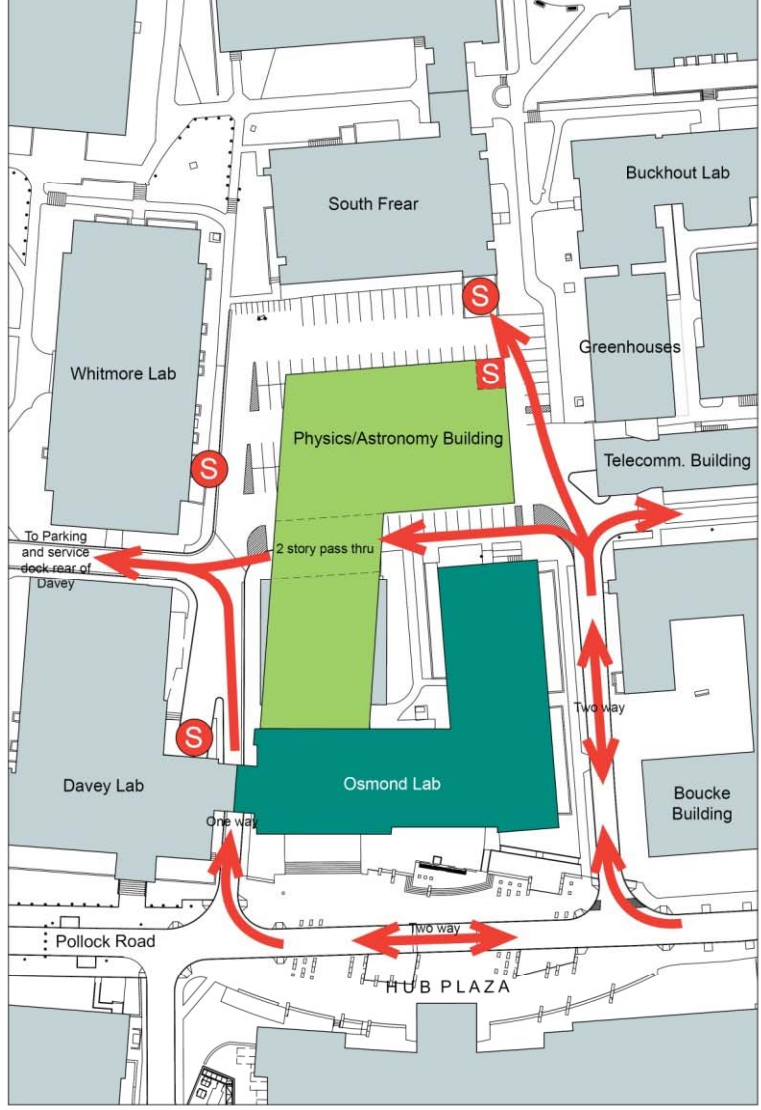 Buckhout Lab
South Frear
S
Greenhouses
Whitmore Lab
S
Physics/Astronomy Building
Telecomm. Building
S
To Parking
and service
dock rear of
Davey
2 story pass thru
Two way
S
Davey Lab
Osmond Lab
Boucke
Building
One way
Pollock Road
Two way
HUB PLAZA